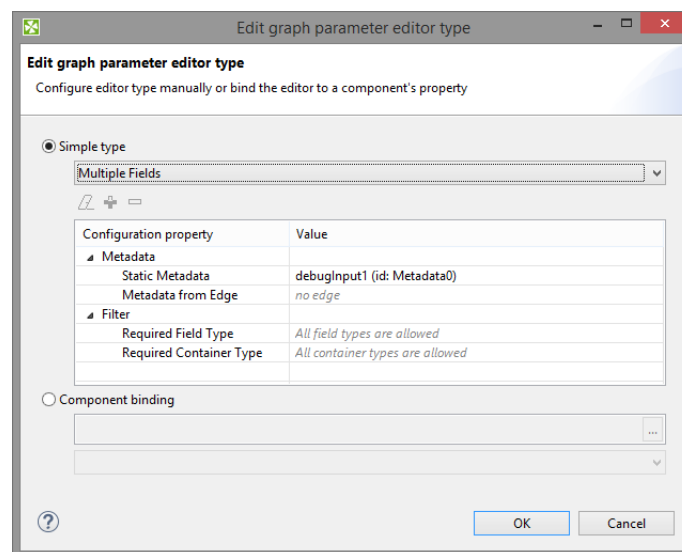 Edit graph parameter editor type
Edit graph parameter editor type
Configure editor type manually or bind the editor to a component's property
Simple type
Multiple Fields
Configuration property Value
Metadata
Static Metadata debugInput1 (id: Metadata0)
Metadata from Edge no edge
Filter
Required Field Type All field types are allowed
Required Container Type All container types are allowed
Component binding
...
? OK Cancel